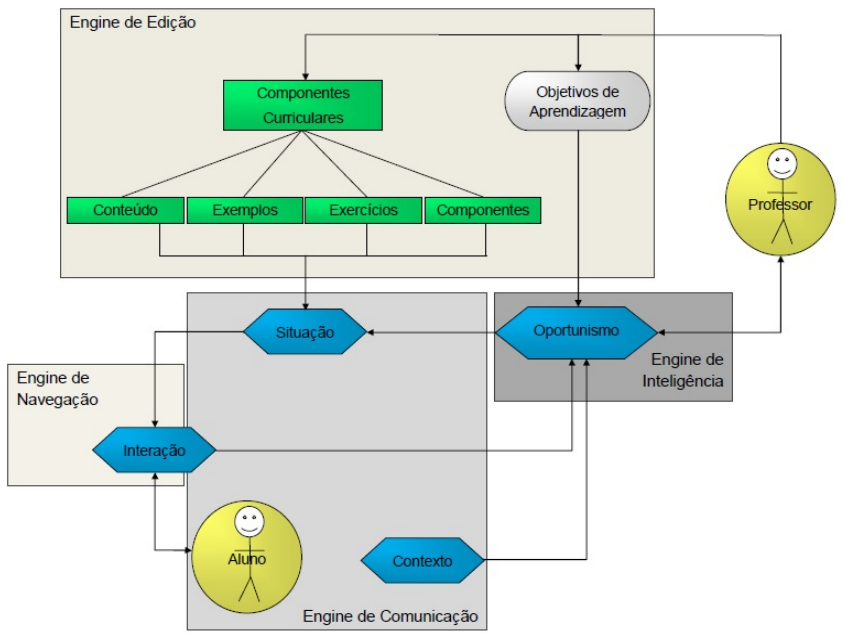 Engine de Edição
Componentes
Curriculares
Objetivos de
Aprendizagem
Conteúdo
Exemplos
Exercícios
Componentes
Professor
Situação
Oportunismo
Engine de
Inteligência
Engine de
Navegação
Interação
Aluno
Contexto
Engine de Comunicação